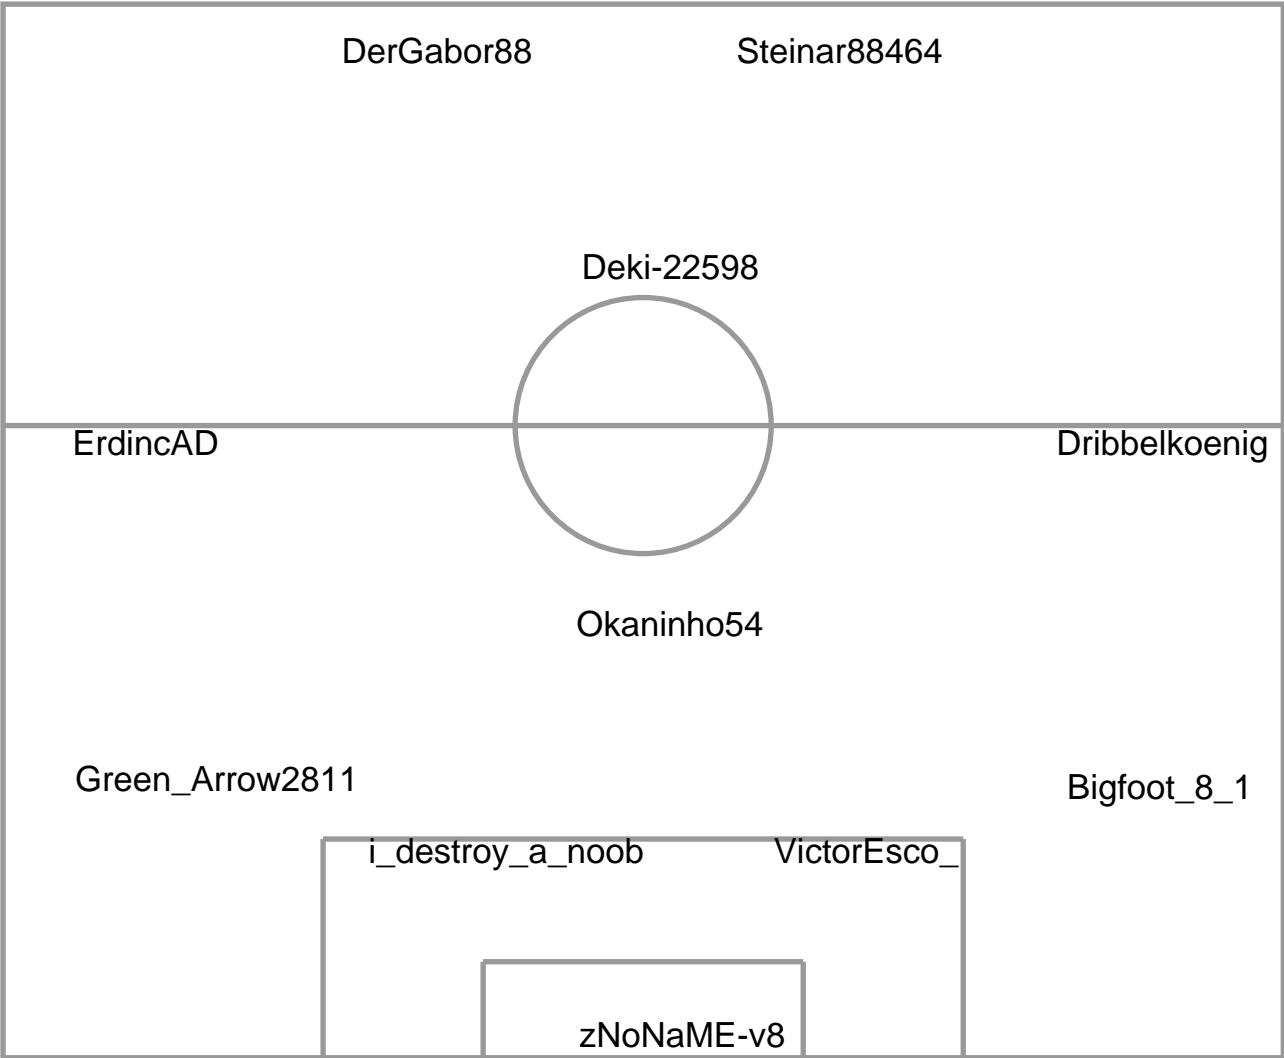 DerGabor88
Steinar88464
Deki-22598
ErdincAD
Dribbelkoenig
Okaninho54
Green_Arrow2811
Bigfoot_8_1
i_destroy_a_noob
VictorEsco_
zNoNaME-v8